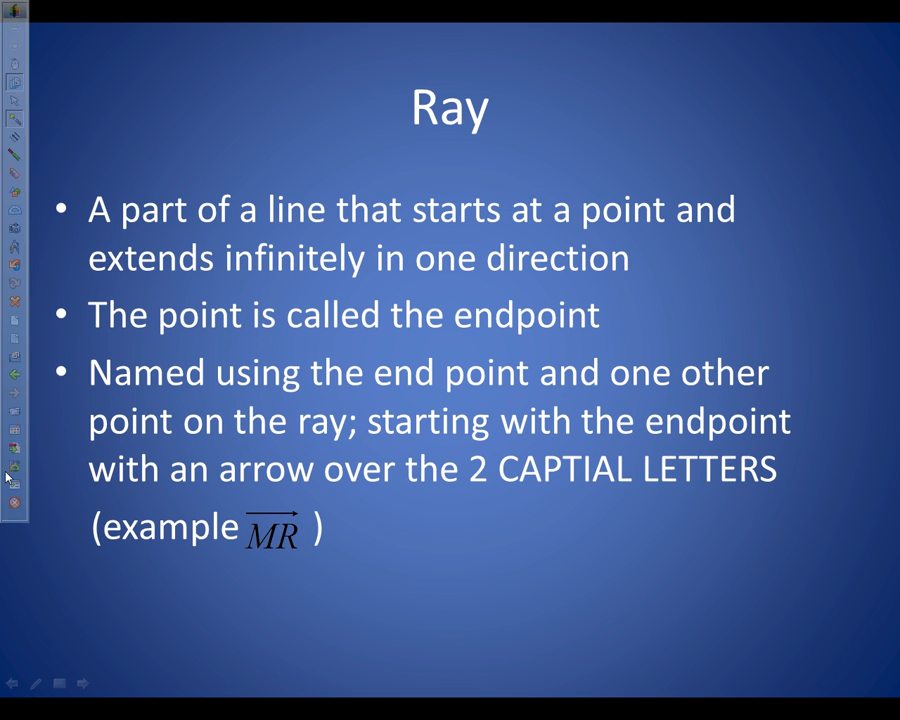 Ray
• A part of a line that starts at a point and
extends infinitely in one direction
• The point is called the endpoint
• Named using the end point and one other
point on the ray; starting with the endpoint
with an arrow over the 2 CAPTIAL LETTERS
(example MR )